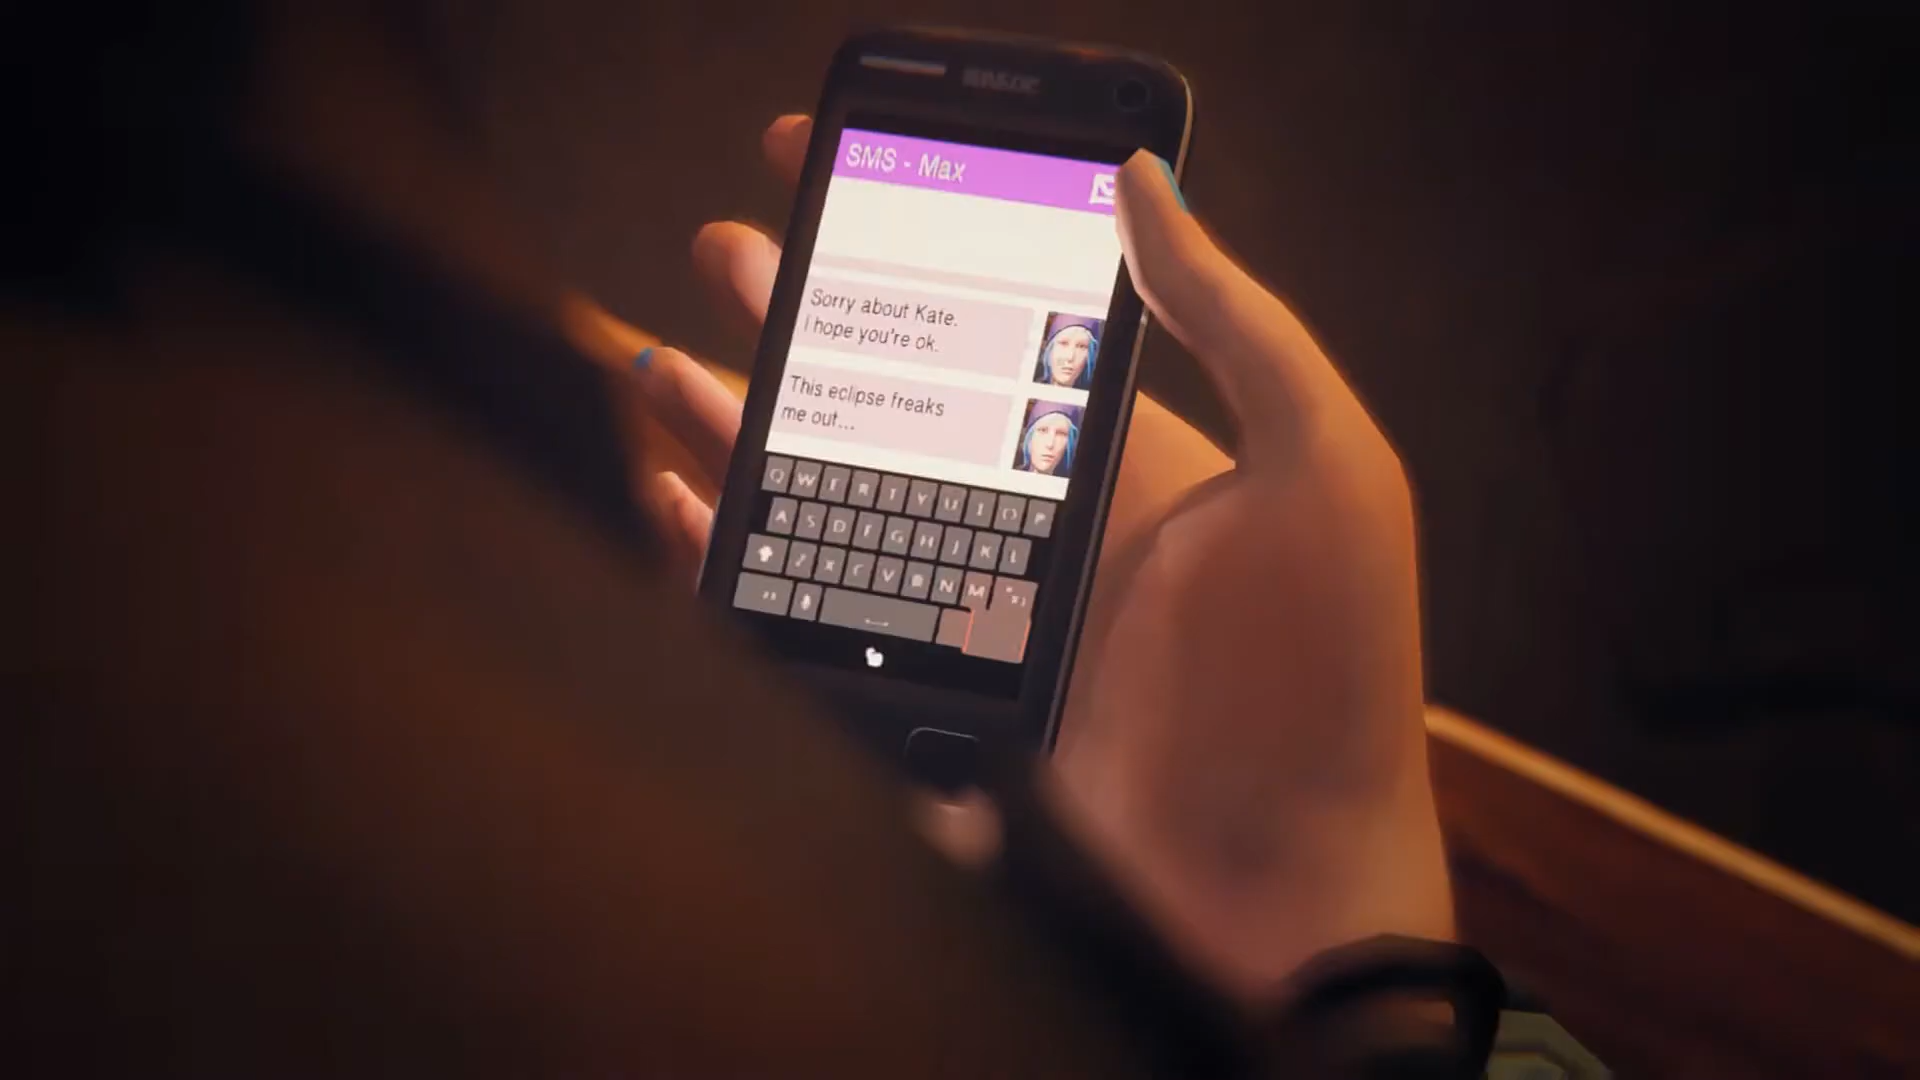 SMS - Max
Sorry about Kate.
I hope you're ok.
This eclipse freaks
me out...
Q W E R T Y U I O P
A S D F G H J K L
Z X C V B N M